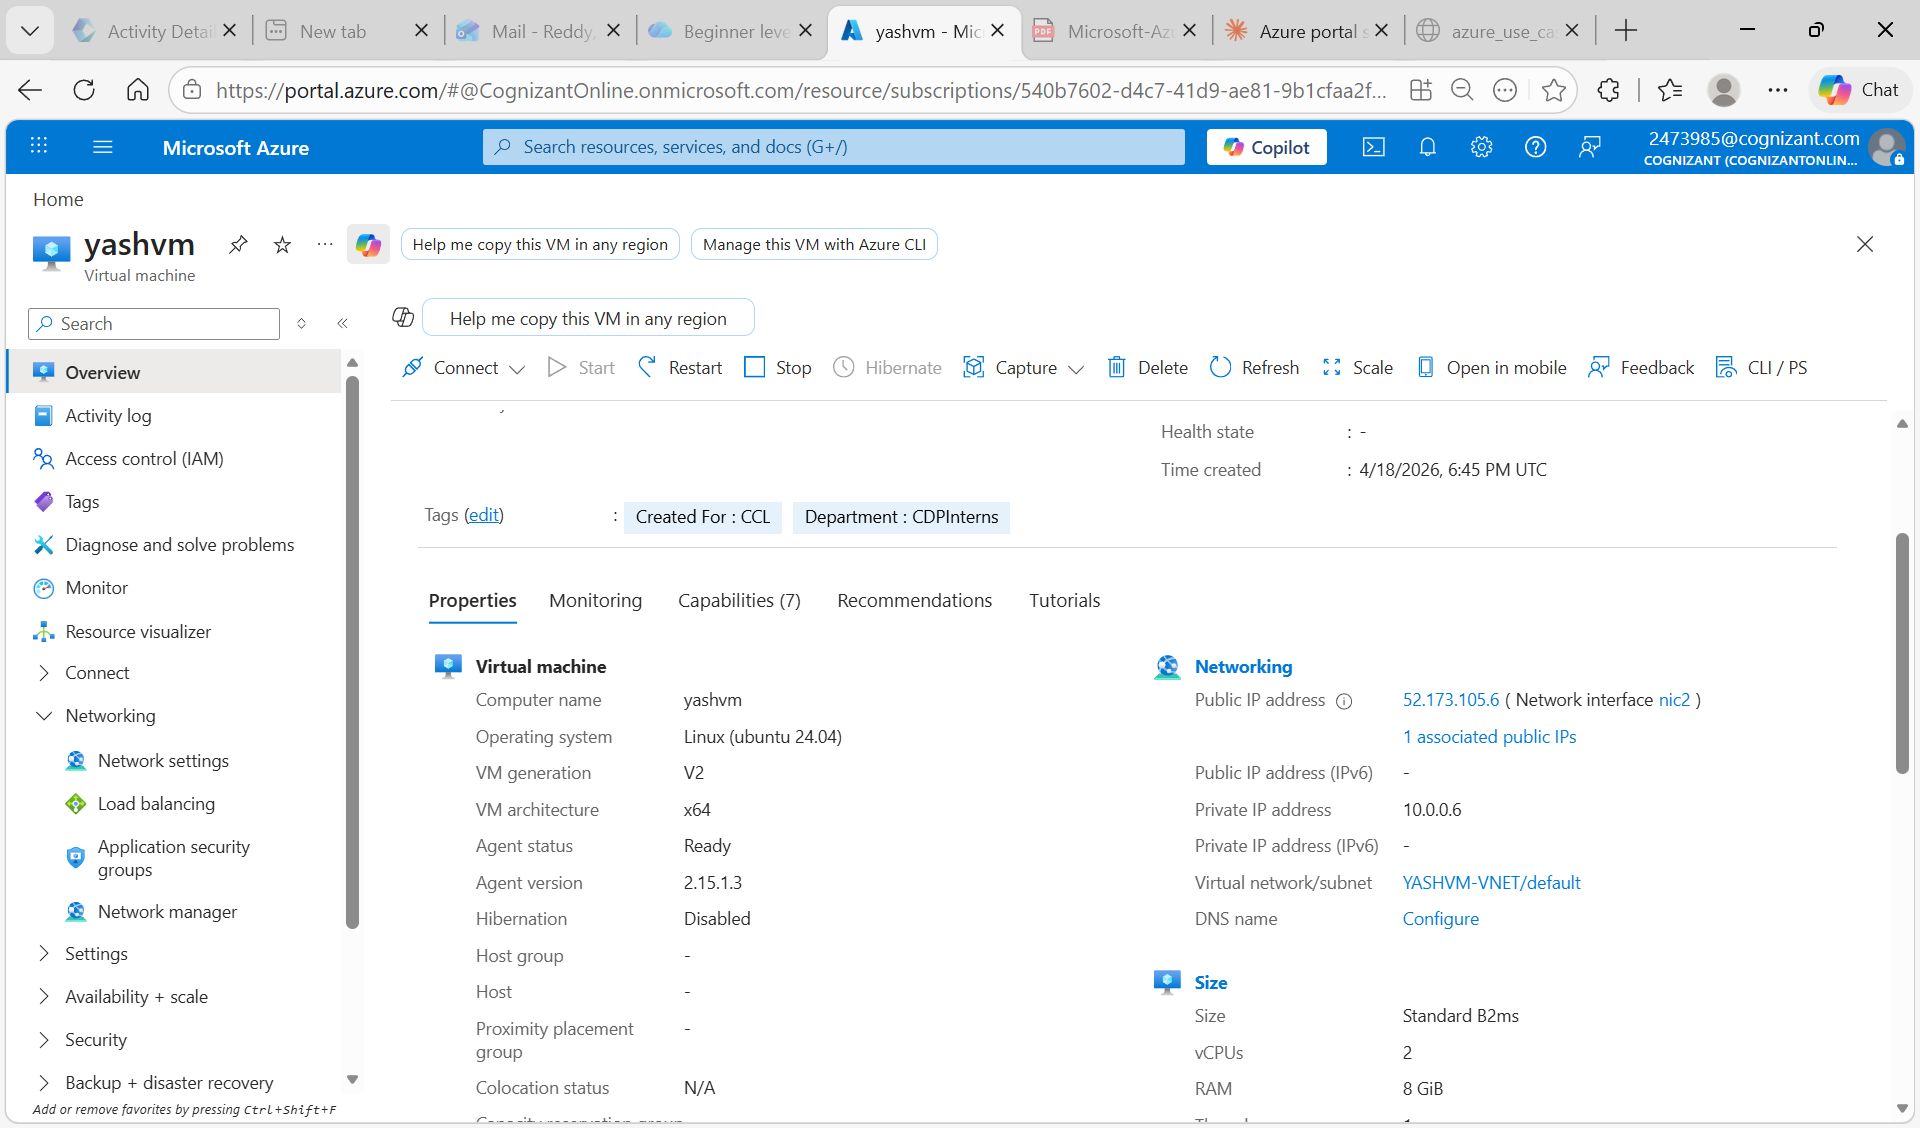 Activity Detai
New tab
Mail - Reddy,
Beginner leve
yashvm - Mic
Microsoft-Az
Azure portal s
azure_use_ca
https://portal.azure.com/#@CognizantOnline.onmicrosoft.com/resource/subscriptions/540b7602-d4c7-41d9-ae81-9b1cfaa2f...
Chat
Microsoft Azure
Search resources, services, and docs (G+/)
Copilot
2473985@cognizant.com
COGNIZANT (COGNIZANTONLIN...
Home
yashvm
Virtual machine
Help me copy this VM in any region
Manage this VM with Azure CLI
Search
Overview
Activity log
Access control (IAM)
Tags
Diagnose and solve problems
Monitor
Resource visualizer
Connect
Networking
Network settings
Load balancing
Application security
groups
Network manager
Settings
Availability + scale
Security
Backup + disaster recovery
Add or remove favorites by pressing Ctrl+Shift+F
Help me copy this VM in any region
Connect
Start
Restart
Stop
Hibernate
Capture
Delete
Refresh
Scale
Open in mobile
Feedback
CLI / PS
Health state : -
Time created : 4/18/2026, 6:45 PM UTC
Tags (edit) : Created For : CCL Department : CDPInterns
Properties
Monitoring
Capabilities (7)
Recommendations
Tutorials
Virtual machine
Computer name yashvm
Operating system Linux (ubuntu 24.04)
VM generation V2
VM architecture x64
Agent status Ready
Agent version 2.15.1.3
Hibernation Disabled
Host group -
Host -
Proximity placement -
group
Colocation status N/A
Networking
Public IP address 52.173.105.6 ( Network interface nic2 )
1 associated public IPs
Public IP address (IPv6) -
Private IP address 10.0.0.6
Private IP address (IPv6) -
Virtual network/subnet YASHVM-VNET/default
DNS name Configure
Size
Size Standard B2ms
vCPUs 2
RAM 8 GiB